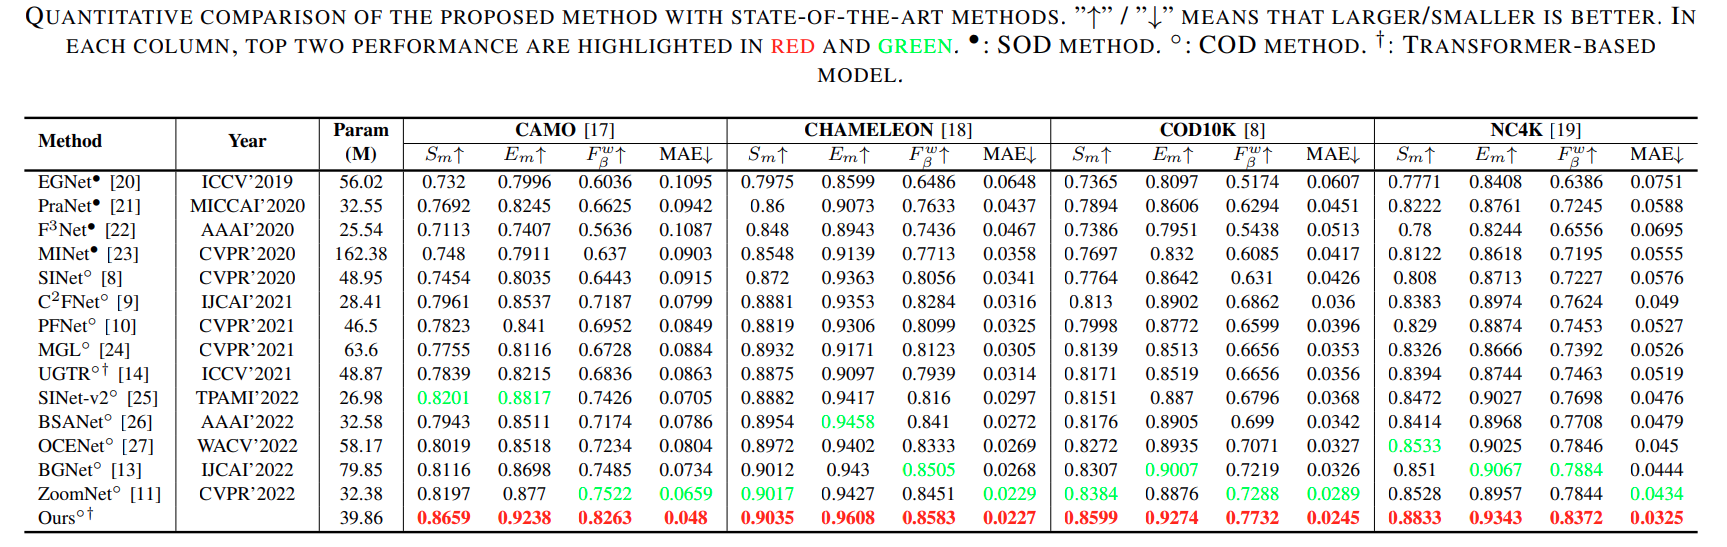 QUANTITATIVE COMPARISON OF THE PROPOSED METHOD WITH STATE-OF-THE-ART METHODS. "↑" / "↓" MEANS THAT LARGER/SMALLER IS BETTER. IN
EACH COLUMN, TOP TWO PERFORMANCE ARE HIGHLIGHTED IN RED AND GREEN. •: SOD METHOD. ○: COD METHOD. †: TRANSFORMER-BASED
MODEL.
Method Year Param (M) CAMO [17] CHAMELEON [18] COD10K [8] NC4K [19]
Sm↑ Em↑ Fβw↑ MAE↓ Sm↑ Em↑ Fβw↑ MAE↓ Sm↑ Em↑ Fβw↑ MAE↓ Sm↑ Em↑ Fβw↑ MAE↓
EGNet• [20] ICCV'2019 56.02 0.732 0.7996 0.6036 0.1095 0.7975 0.8599 0.6486 0.0648 0.7365 0.8097 0.5174 0.0607 0.7771 0.8408 0.6386 0.0751
PraNet• [21] MICCAI'2020 32.55 0.7692 0.8245 0.6625 0.0942 0.86 0.9073 0.7633 0.0437 0.7894 0.8606 0.6294 0.0451 0.8222 0.8761 0.7245 0.0588
F3Net• [22] AAAI'2020 25.54 0.7113 0.7407 0.5636 0.1087 0.848 0.8943 0.7436 0.0467 0.7386 0.7951 0.5438 0.0513 0.78 0.8244 0.6556 0.0695
MINet• [23] CVPR'2020 162.38 0.748 0.7911 0.637 0.0903 0.8548 0.9139 0.7713 0.0358 0.7697 0.832 0.6085 0.0417 0.8122 0.8618 0.7195 0.0555
SINet○ [8] CVPR'2020 48.95 0.7454 0.8035 0.6443 0.0915 0.872 0.9363 0.8056 0.0341 0.7764 0.8642 0.631 0.0426 0.808 0.8713 0.7227 0.0576
C2FNet○ [9] IJCAI'2021 28.41 0.7961 0.8537 0.7187 0.0799 0.8881 0.9353 0.8284 0.0316 0.813 0.8902 0.6862 0.036 0.8383 0.8974 0.7624 0.049
PFNet○ [10] CVPR'2021 46.5 0.7823 0.841 0.6952 0.0849 0.8819 0.9306 0.8099 0.0325 0.7998 0.8772 0.6599 0.0396 0.829 0.8874 0.7453 0.0527
MGL○ [24] CVPR'2021 63.6 0.7755 0.8116 0.6728 0.0884 0.8932 0.9171 0.8123 0.0305 0.8139 0.8513 0.6656 0.0353 0.8326 0.8666 0.7392 0.0526
UGTR○† [14] ICCV'2021 48.87 0.7839 0.8215 0.6836 0.0863 0.8875 0.9097 0.7939 0.0314 0.8171 0.8519 0.6656 0.0356 0.8394 0.8744 0.7463 0.0519
SINet-v2○ [25] TPAMI'2022 26.98 0.8201 0.8817 0.7426 0.0705 0.8882 0.9417 0.816 0.0297 0.8151 0.887 0.6796 0.0368 0.8472 0.9027 0.7698 0.0476
BSANet○ [26] AAAI'2022 32.58 0.7943 0.8511 0.7174 0.0786 0.8954 0.9458 0.841 0.0272 0.8176 0.8905 0.699 0.0342 0.8414 0.8968 0.7708 0.0479
OCENet○ [27] WACV'2022 58.17 0.8019 0.8518 0.7234 0.0804 0.8972 0.9402 0.8333 0.0269 0.8272 0.8935 0.7071 0.0327 0.8533 0.9025 0.7846 0.045
BGNet○ [13] IJCAI'2022 79.85 0.8116 0.8698 0.7485 0.0734 0.9012 0.943 0.8505 0.0268 0.8307 0.9007 0.7219 0.0326 0.851 0.9067 0.7884 0.0444
ZoomNet○ [11] CVPR'2022 32.38 0.8197 0.877 0.7522 0.0659 0.9017 0.9427 0.8451 0.0229 0.8384 0.8876 0.7288 0.0289 0.8528 0.8957 0.7844 0.0434
Ours○† 39.86 0.8659 0.9238 0.8263 0.048 0.9035 0.9608 0.8583 0.0227 0.8599 0.9274 0.7732 0.0245 0.8833 0.9343 0.8372 0.0325